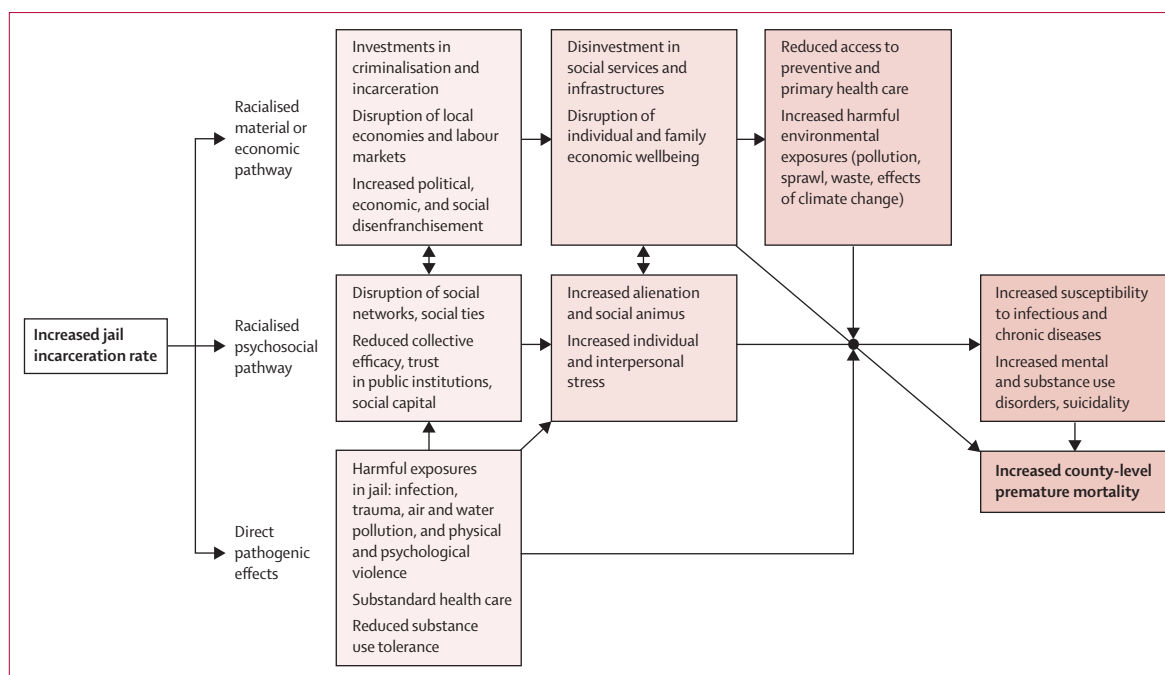 Increased jail
incarceration rate
Racialised
material or
economic
pathway
Racialised
psychosocial
pathway
Direct
pathogenic
effects
Investments in
criminalisation and
incarceration
Disruption of local
economies and labour
markets
Increased political,
economic, and social
disenfranchisement
Disruption of social
networks, social ties
Reduced collective
efficacy, trust
in public institutions,
social capital
Harmful exposures
in jail: infection,
trauma, air and water
pollution, and physical
and psychological
violence
Substandard health care
Reduced substance
use tolerance
Disinvestment in
social services and
infrastructures
Disruption of
individual and family
economic wellbeing
Increased alienation
and social animus
Increased individual
and interpersonal
stress
Reduced access to
preventive and
primary health care
Increased harmful
environmental
exposures (pollution,
sprawl, waste, effects
of climate change)
Increased susceptibility
to infectious and
chronic diseases
Increased mental
and substance use
disorders, suicidality
Increased county-level
premature mortality